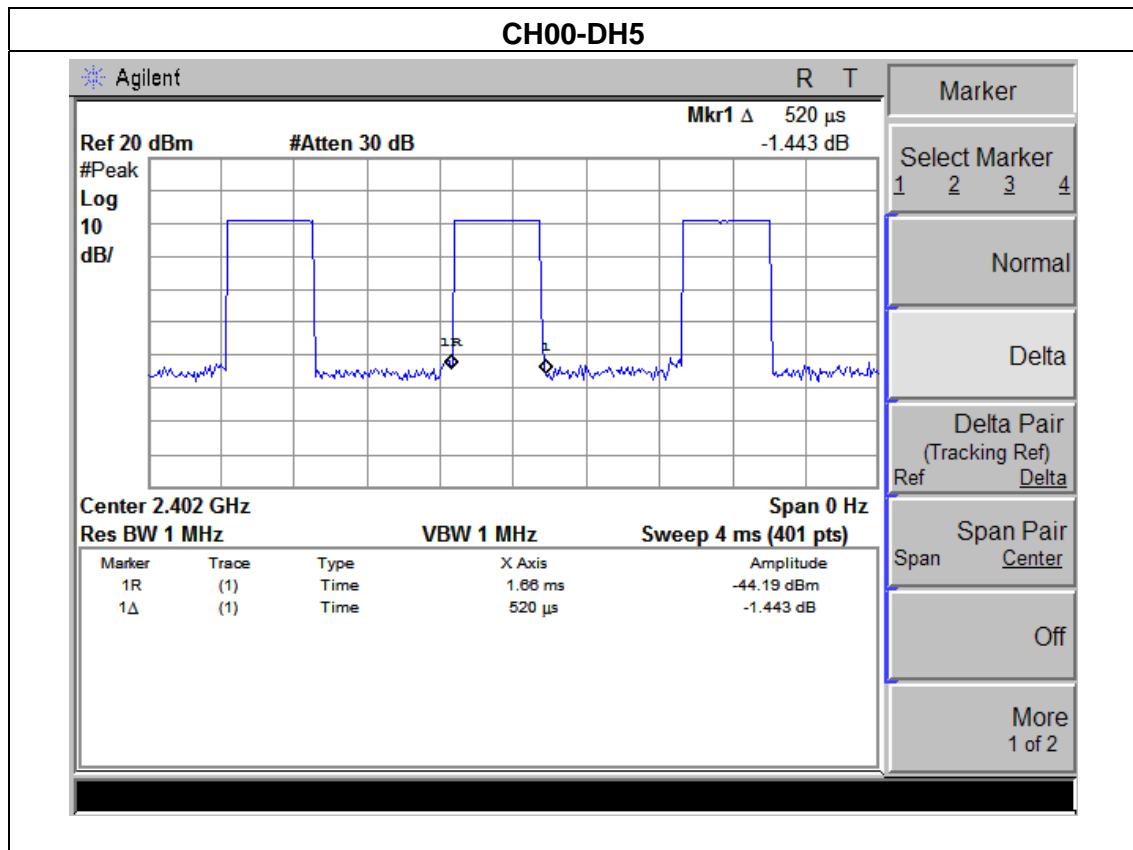 CH00-DH5
Agilent R T
Mkr1 Δ 520 μs
Ref 20 dBm #Atten 30 dB -1.443 dB
#Peak
Log
10
dB/
1R
1
Center 2.402 GHz Span 0 Hz
Res BW 1 MHz VBW 1 MHz Sweep 4 ms (401 pts)
Marker Trace Type X Axis Amplitude
1R (1) Time 1.66 ms -44.19 dBm
1Δ (1) Time 520 μs -1.443 dB
Marker
Select Marker
1 2 3 4
Normal
Delta
Delta Pair
(Tracking Ref)
Ref Delta
Span Pair
Span Center
Off
More
1 of 2